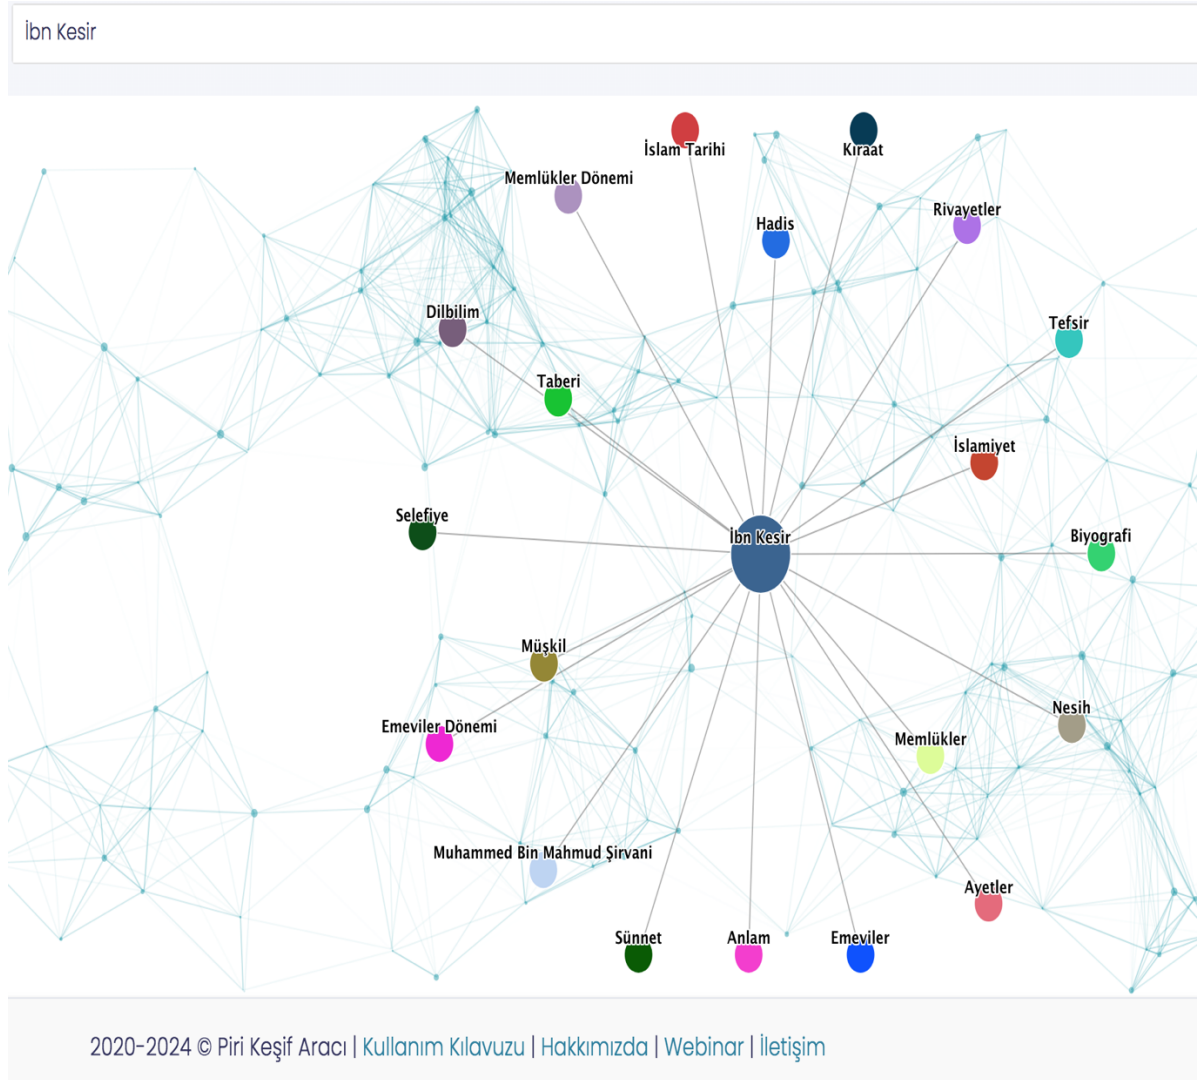 İbn Kesir
İslam Tarihi
Kıraat
Memlükler Dönemi
Rivayetler
Hadis
Dilbilim
Tefsir
Taberi
İslamiyet
Selefiye
İbn Kesir
Biyografi
Müşkil
Nesih
Emeviler Dönemi
Memlükler
Muhammed Bin Mahmud Şirvani
Ayetler
Sünnet
Anlam
Emeviler
2020-2024 © Piri Keşif Aracı | Kullanım Kılavuzu | Hakkımızda | Webinar | İletişim